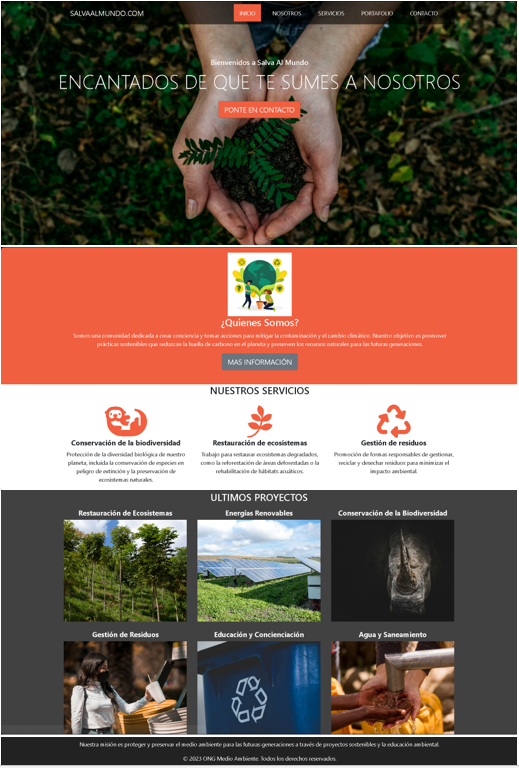 SALVAALMUNDO.COM
INICIO NOSOTROS SERVICIOS PORTAFOLIO CONTACTO
Bienvenidos a Salva Al Mundo
ENCANTADOS DE QUE TE SUMES A NOSOTROS
PONTE EN CONTACTO
¿Quienes Somos?
Somos una comunidad dedicada a crear conciencia y tomar acciones para mitigar la contaminación y el cambio climático. Nuestro objetivo es promover
prácticas sostenibles que reduzcan la huella de carbono en el planeta y preserven los recursos naturales para las futuras generaciones.
MAS INFORMACIÓN
NUESTROS SERVICIOS
Conservación de la biodiversidad
Protección de la diversidad biológica de nuestro
planeta, incluida la conservación de especies en
peligro de extinción y la preservación de
ecosistemas naturales.
Restauración de ecosistemas
Trabajo para restaurar ecosistemas degradados,
como la reforestación de áreas deforestadas o la
rehabilitación de hábitats acuáticos.
Gestión de residuos
Promoción de formas responsables de gestionar,
reciclar y desechar residuos para minimizar el
impacto ambiental.
ULTIMOS PROYECTOS
Restauración de Ecosistemas
Energías Renovables
Conservación de la Biodiversidad
Gestión de Residuos
Educación y Concienciación
Agua y Saneamiento
Nuestra misión es proteger y preservar el medio ambiente para las futuras generaciones a través de proyectos sostenibles y la educación ambiental.
© 2023 ONG Medio Ambiente. Todos los derechos reservados.